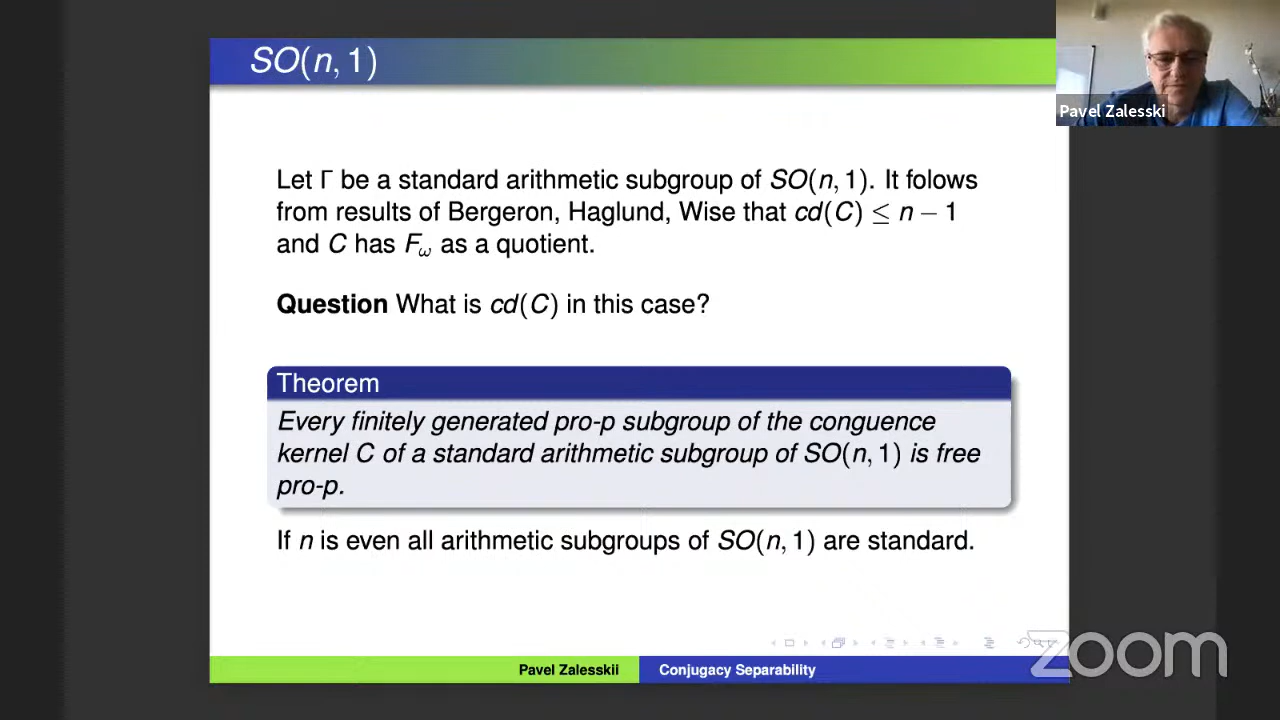 SO(n, 1)
Pavel Zalesski
Let Γ be a standard arithmetic subgroup of SO(n, 1). It folows
from results of Bergeron, Haglund, Wise that cd(C) ≤ n − 1
and C has Fω as a quotient.
Question What is cd(C) in this case?
Theorem
Every finitely generated pro-p subgroup of the conguence
kernel C of a standard arithmetic subgroup of SO(n, 1) is free
pro-p.
If n is even all arithmetic subgroups of SO(n, 1) are standard.
Pavel Zalesskii
Conjugacy Separability
zoom